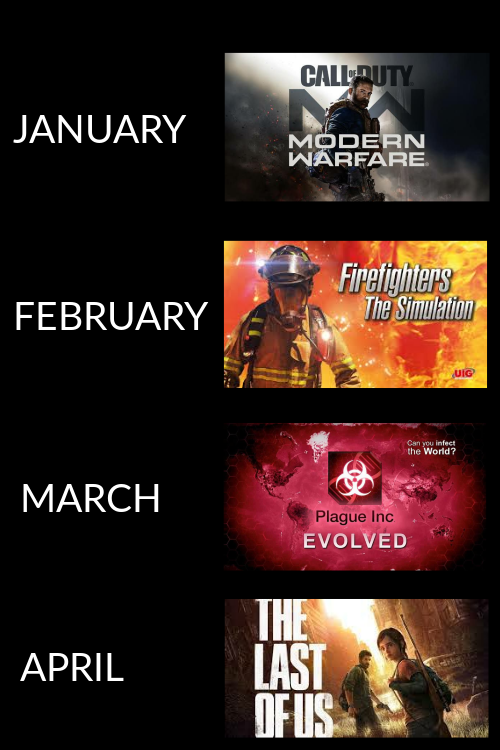 JANUARY
CALL OF DUTY
MW
MODERN
WARFARE
FEBRUARY
Firefighters
The Simulation
UIG
MARCH
Can you infect
the World?
Plague Inc
EVOLVED
APRIL
THE
LAST
OF US